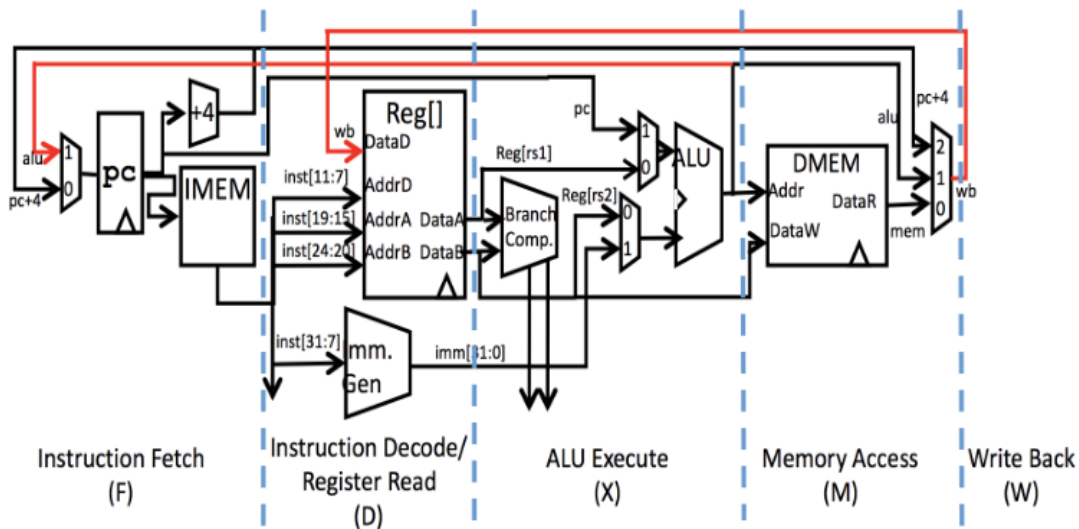 alu
1
0
pc+4
pc
+4
IMEM
inst[11:7]
inst[19:15]
inst[24:20]
inst[31:7]
Reg[]
wb
DataD
AddrD
AddrA
AddrB
DataA
DataB
Imm.
Gen
imm[31:0]
pc
Reg[rs1]
Reg[rs2]
Branch
Comp.
1
0
0
1
ALU
DMEM
Addr
DataR
DataW
pc+4
alu
mem
2
1
0
wb
Instruction Fetch
(F)
Instruction Decode/
Register Read
(D)
ALU Execute
(X)
Memory Access
(M)
Write Back
(W)